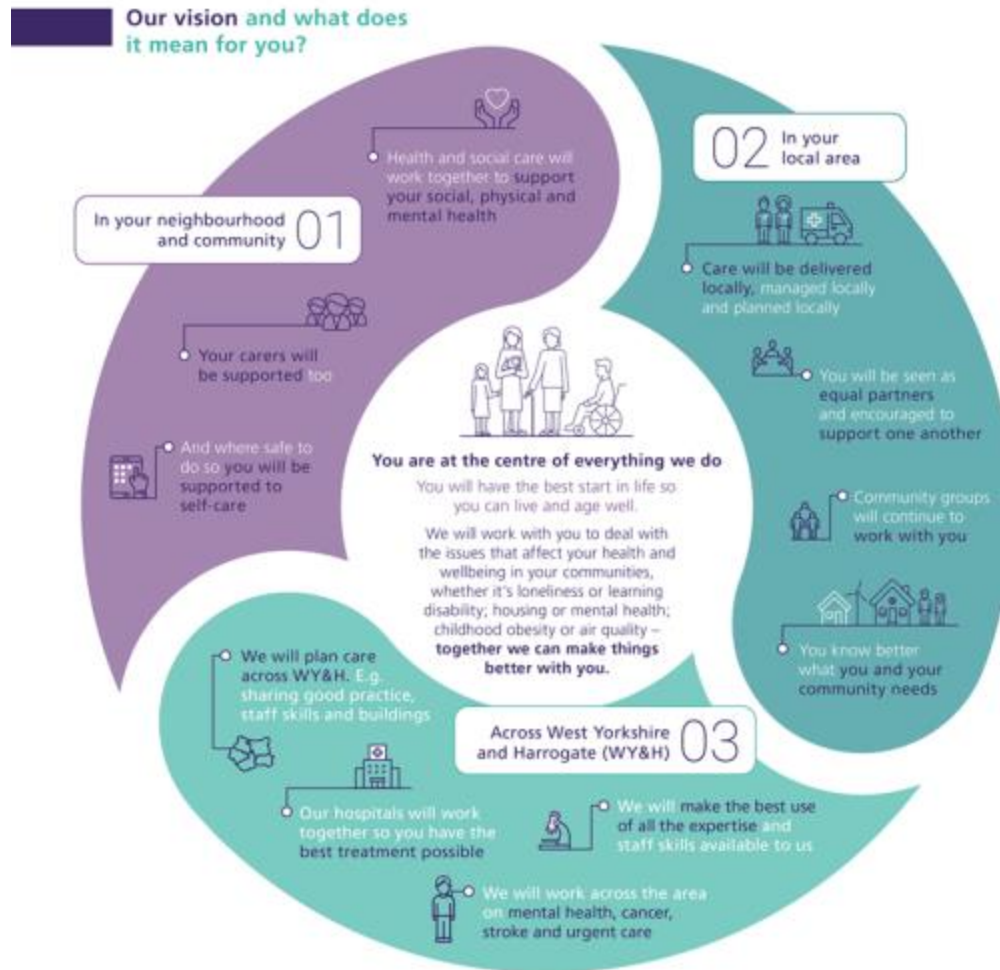 Our vision and what does
it mean for you?
Health and social care will
work together to support
your social, physical and
mental health
In your neighbourhood
and community 01
Your carers will
be supported too
And where safe to
do so you will be
supported to
self-care
02 In your
local area
Care will be delivered
locally, managed locally
and planned locally
You will be seen as
equal partners
and encouraged to
support one another
Community groups
will continue to
work with you
You know better
what you and your
community needs
You are at the centre of everything we do
You will have the best start in life so
you can live and age well.
We will work with you to deal with
the issues that affect your health and
wellbeing in your communities,
whether it's loneliness or learning
disability; housing or mental health;
childhood obesity or air quality –
together we can make things
better with you.
Across West Yorkshire
and Harrogate (WY&H) 03
We will plan care
across WY&H. E.g.
sharing good practice,
staff skills and buildings
Our hospitals will work
together so you have the
best treatment possible
We will make the best use
of all the expertise and
staff skills available to us
We will work across the area
on mental health, cancer,
stroke and urgent care